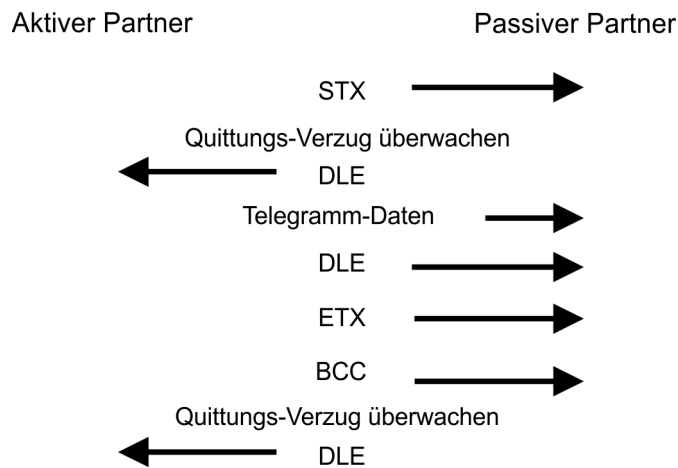 Aktiver Partner Passiver Partner
STX
Quittungs-Verzug überwachen
DLE
Telegramm-Daten
DLE
ETX
BCC
Quittungs-Verzug überwachen
DLE